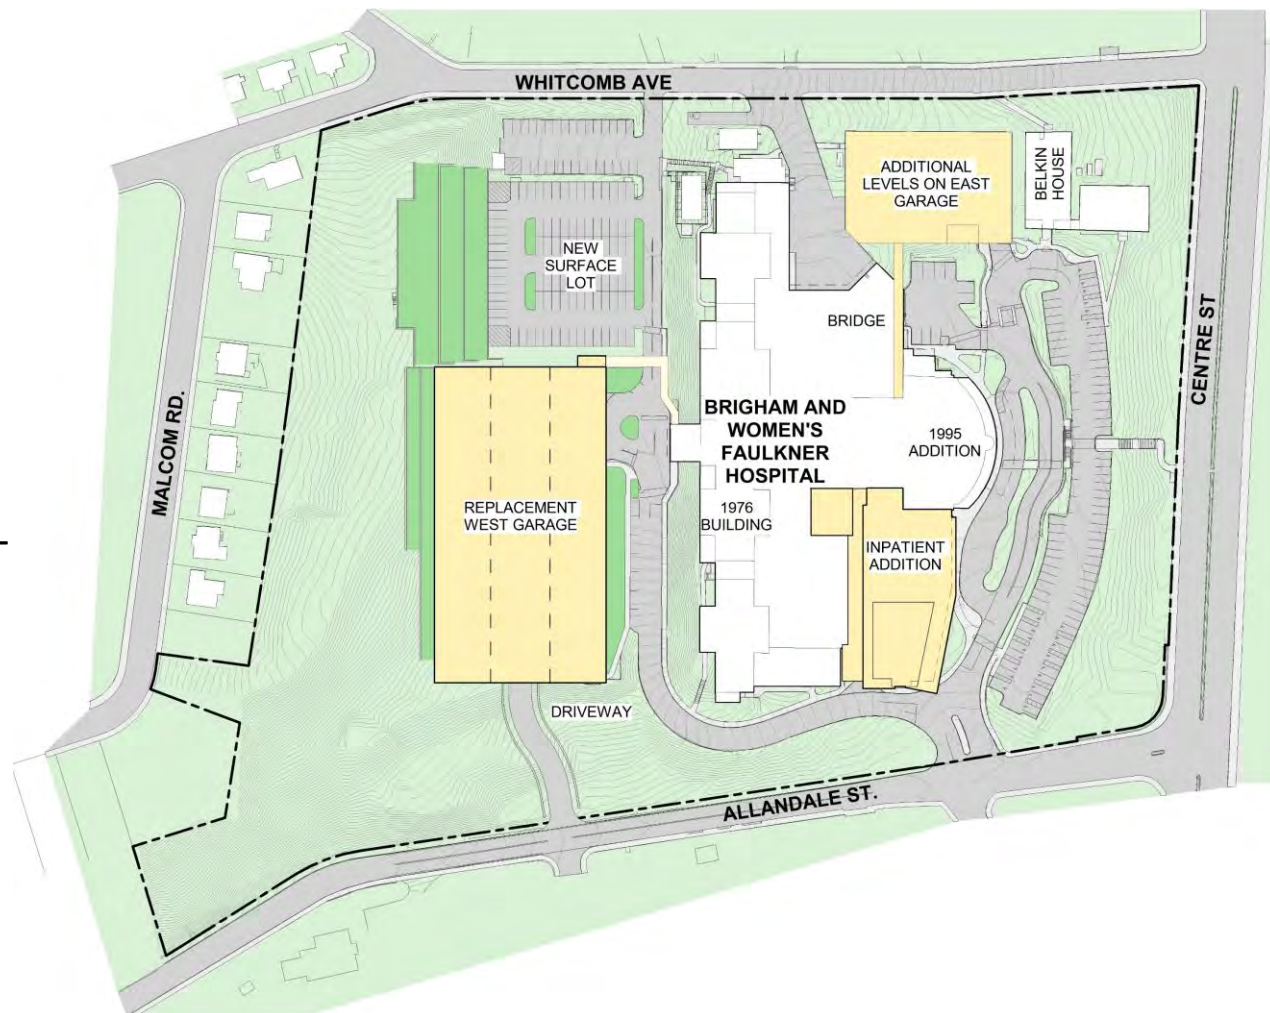 WHITCOMB AVE
ADDITIONAL
LEVELS ON EAST
GARAGE
BELKIN
HOUSE
NEW
SURFACE
LOT
BRIDGE
CENTRE ST
MALCOM RD.
BRIGHAM AND
WOMEN'S
FAULKNER
HOSPITAL
1995
ADDITION
REPLACEMENT
WEST GARAGE
1976
BUILDING
INPATIENT
ADDITION
DRIVEWAY
ALLANDALE ST.